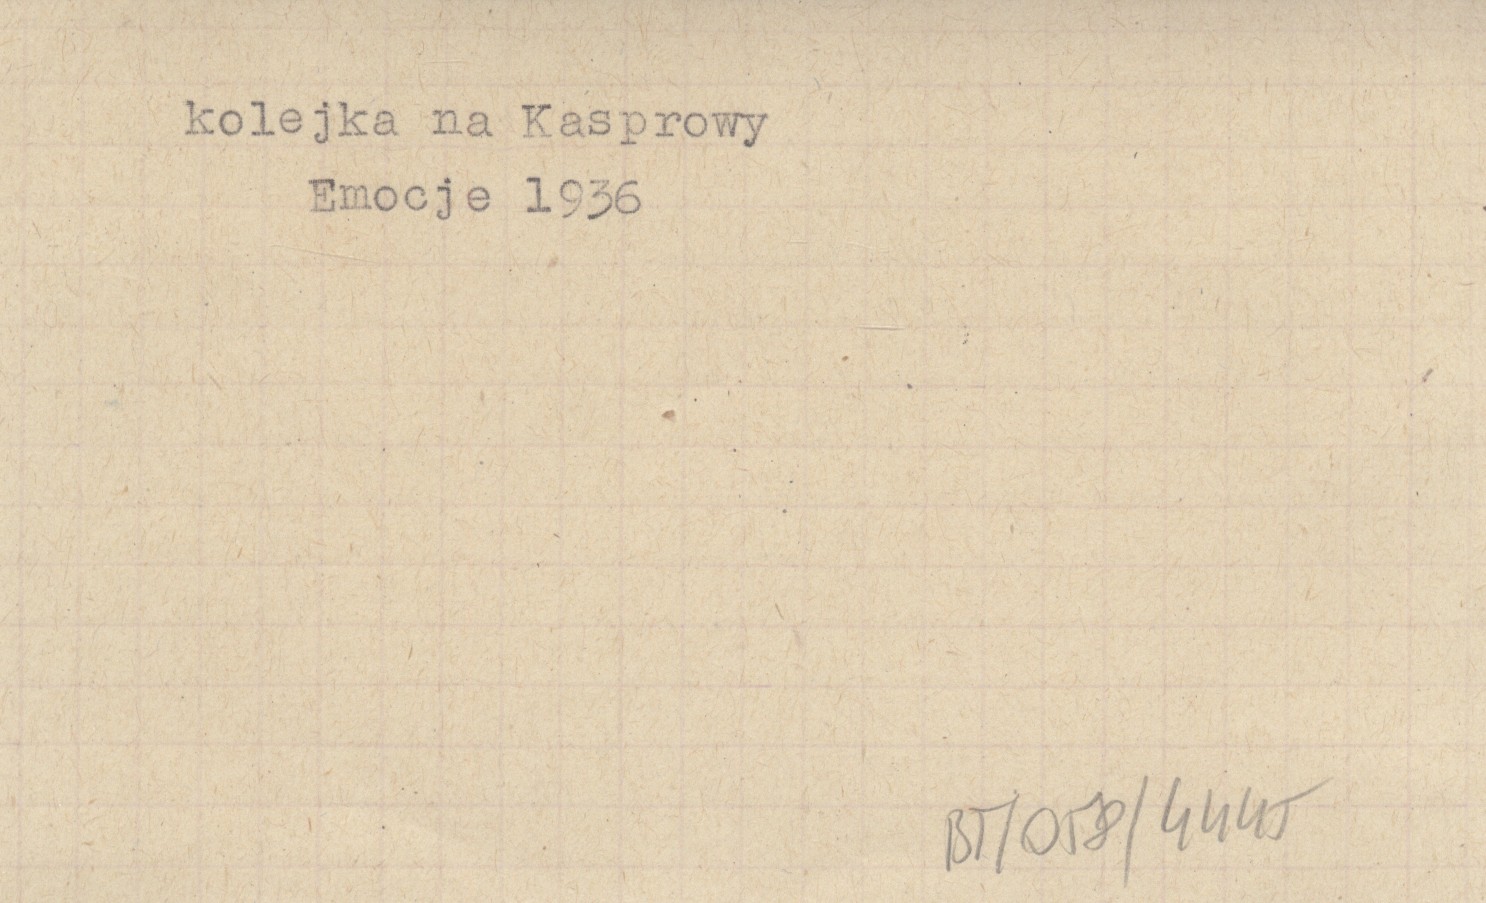 kolejka na Kasprowy
Emocje 1936
BT/058/4445